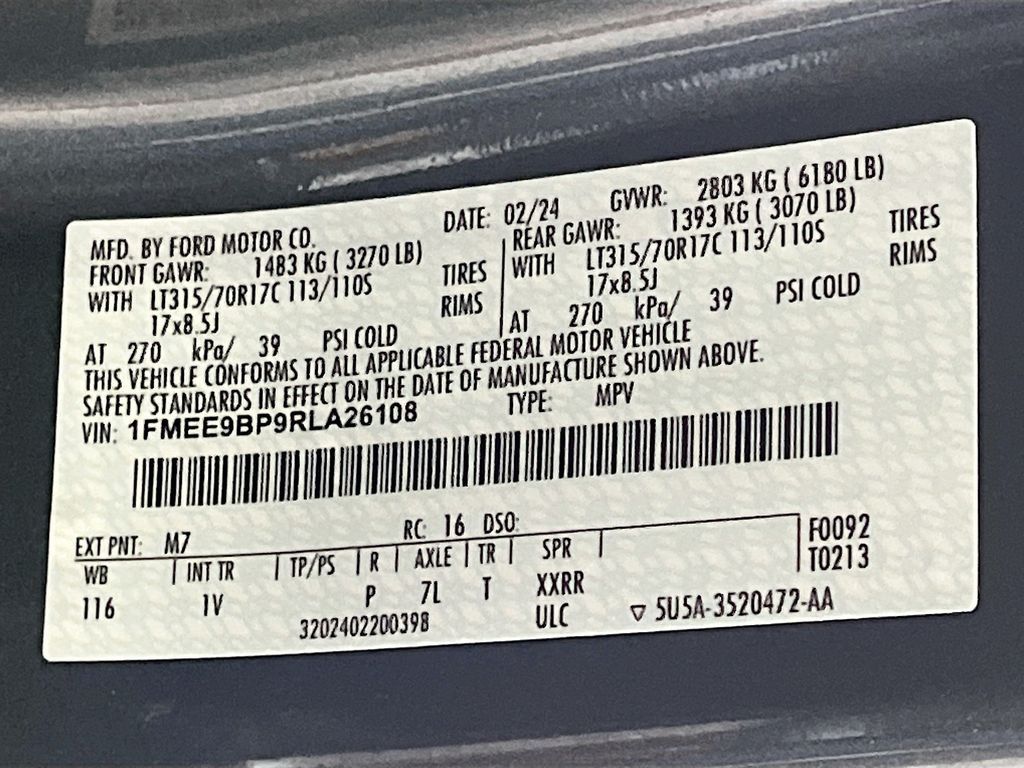 MFD. BY FORD MOTOR CO. DATE: 02/24 GVWR: 2803 KG ( 6180 LB)
FRONT GAWR: 1483 KG ( 3270 LB) REAR GAWR: 1393 KG ( 3070 LB)
WITH LT315/70R17C 113/110S TIRES WITH LT315/70R17C 113/110S TIRES
17x8.5J RIMS 17x8.5J RIMS
AT 270 kPa/ 39 PSI COLD AT 270 kPa/ 39 PSI COLD
THIS VEHICLE CONFORMS TO ALL APPLICABLE FEDERAL MOTOR VEHICLE
SAFETY STANDARDS IN EFFECT ON THE DATE OF MANUFACTURE SHOWN ABOVE.
VIN: 1FMEE9BP9RLA26108 TYPE: MPV
EXT PNT: M7 RC: 16 DSO: F0092
WB INT TR TP/PS R AXLE TR SPR T0213
116 1V P 7L T XXRR
3202402200398 ULC ▽ 5U5A-3520472-AA